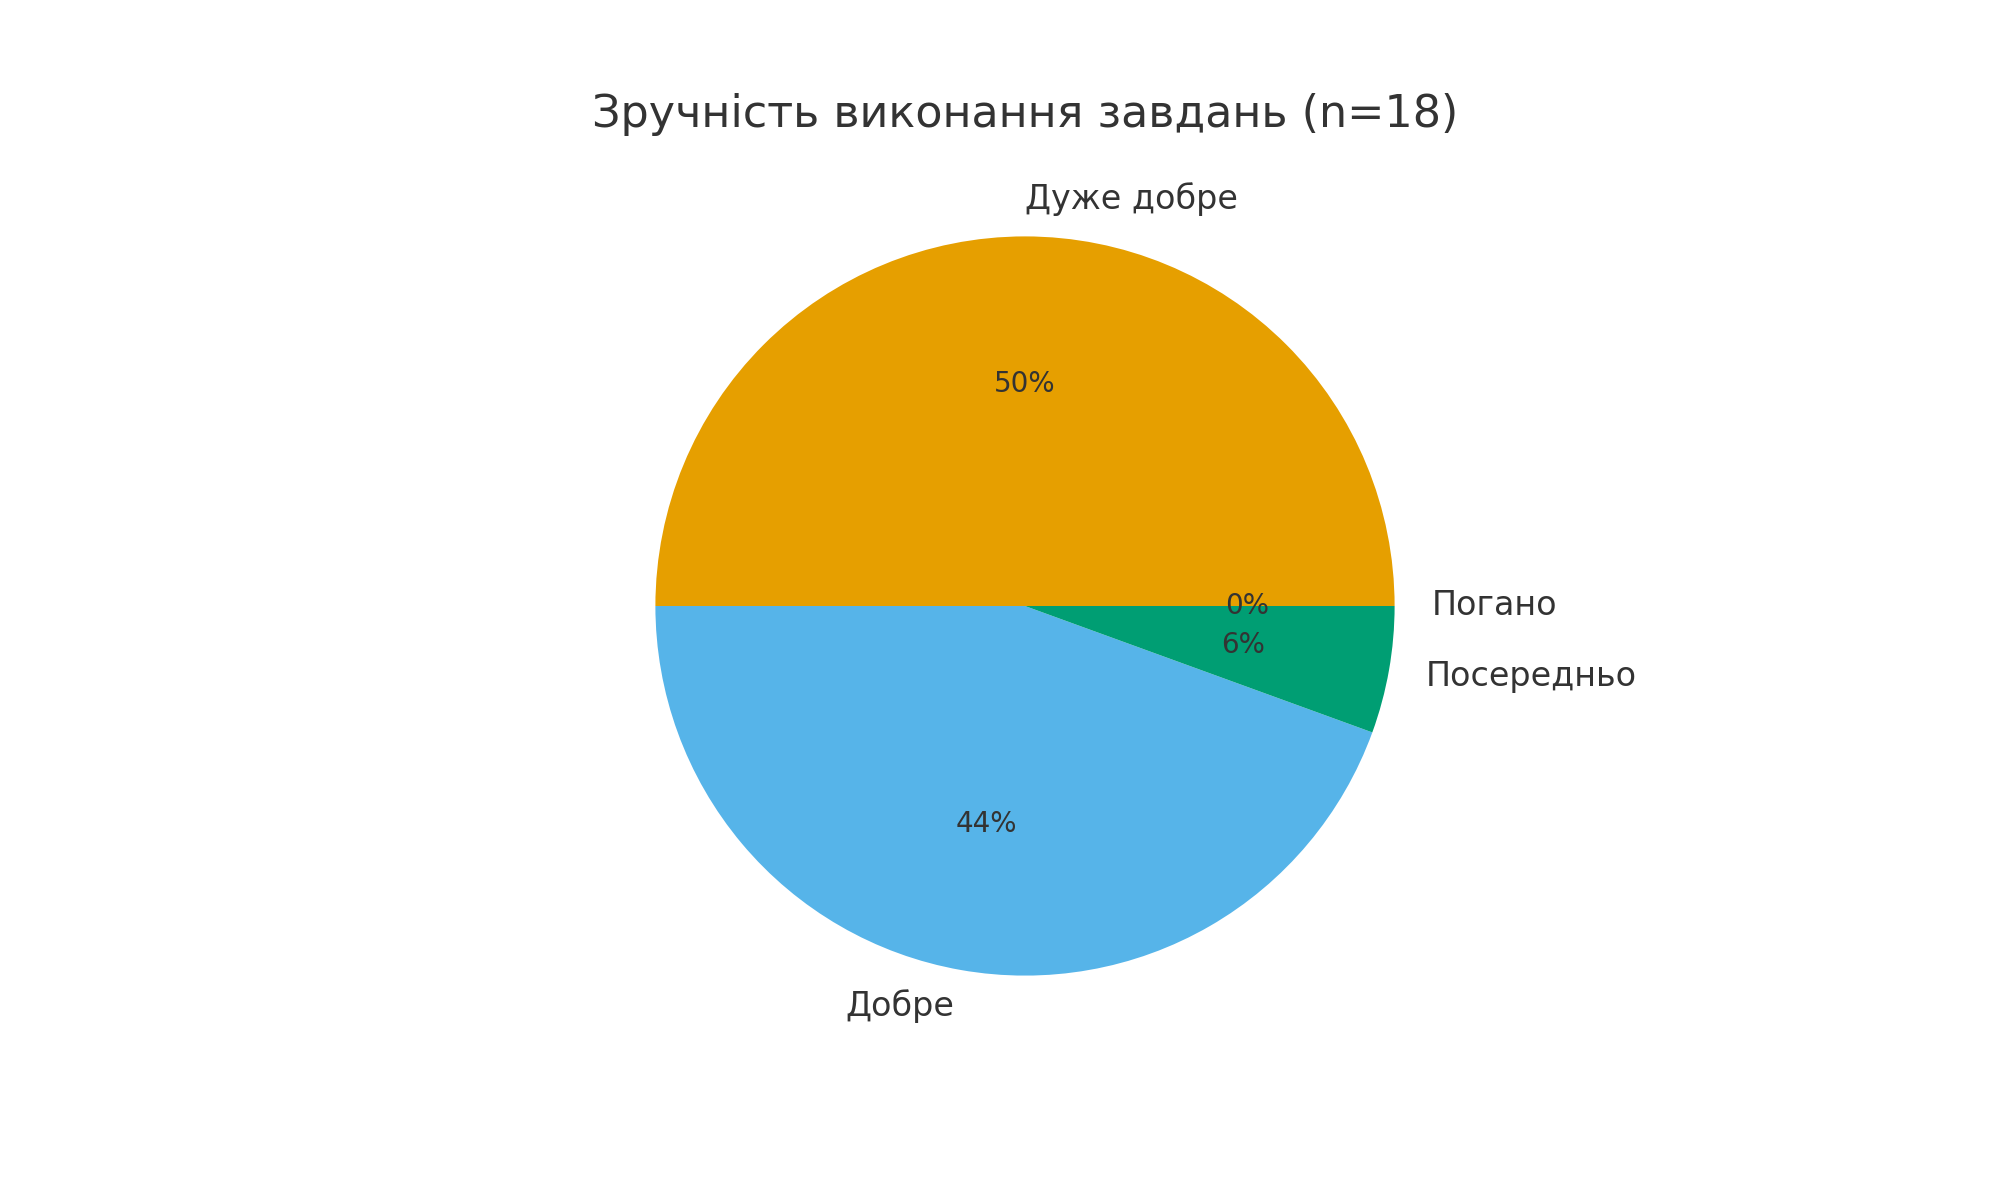 Зручність виконання завдань (n=18)
Дуже добре
50%
0%
Погано
6%
Посередньо
44%
Добре